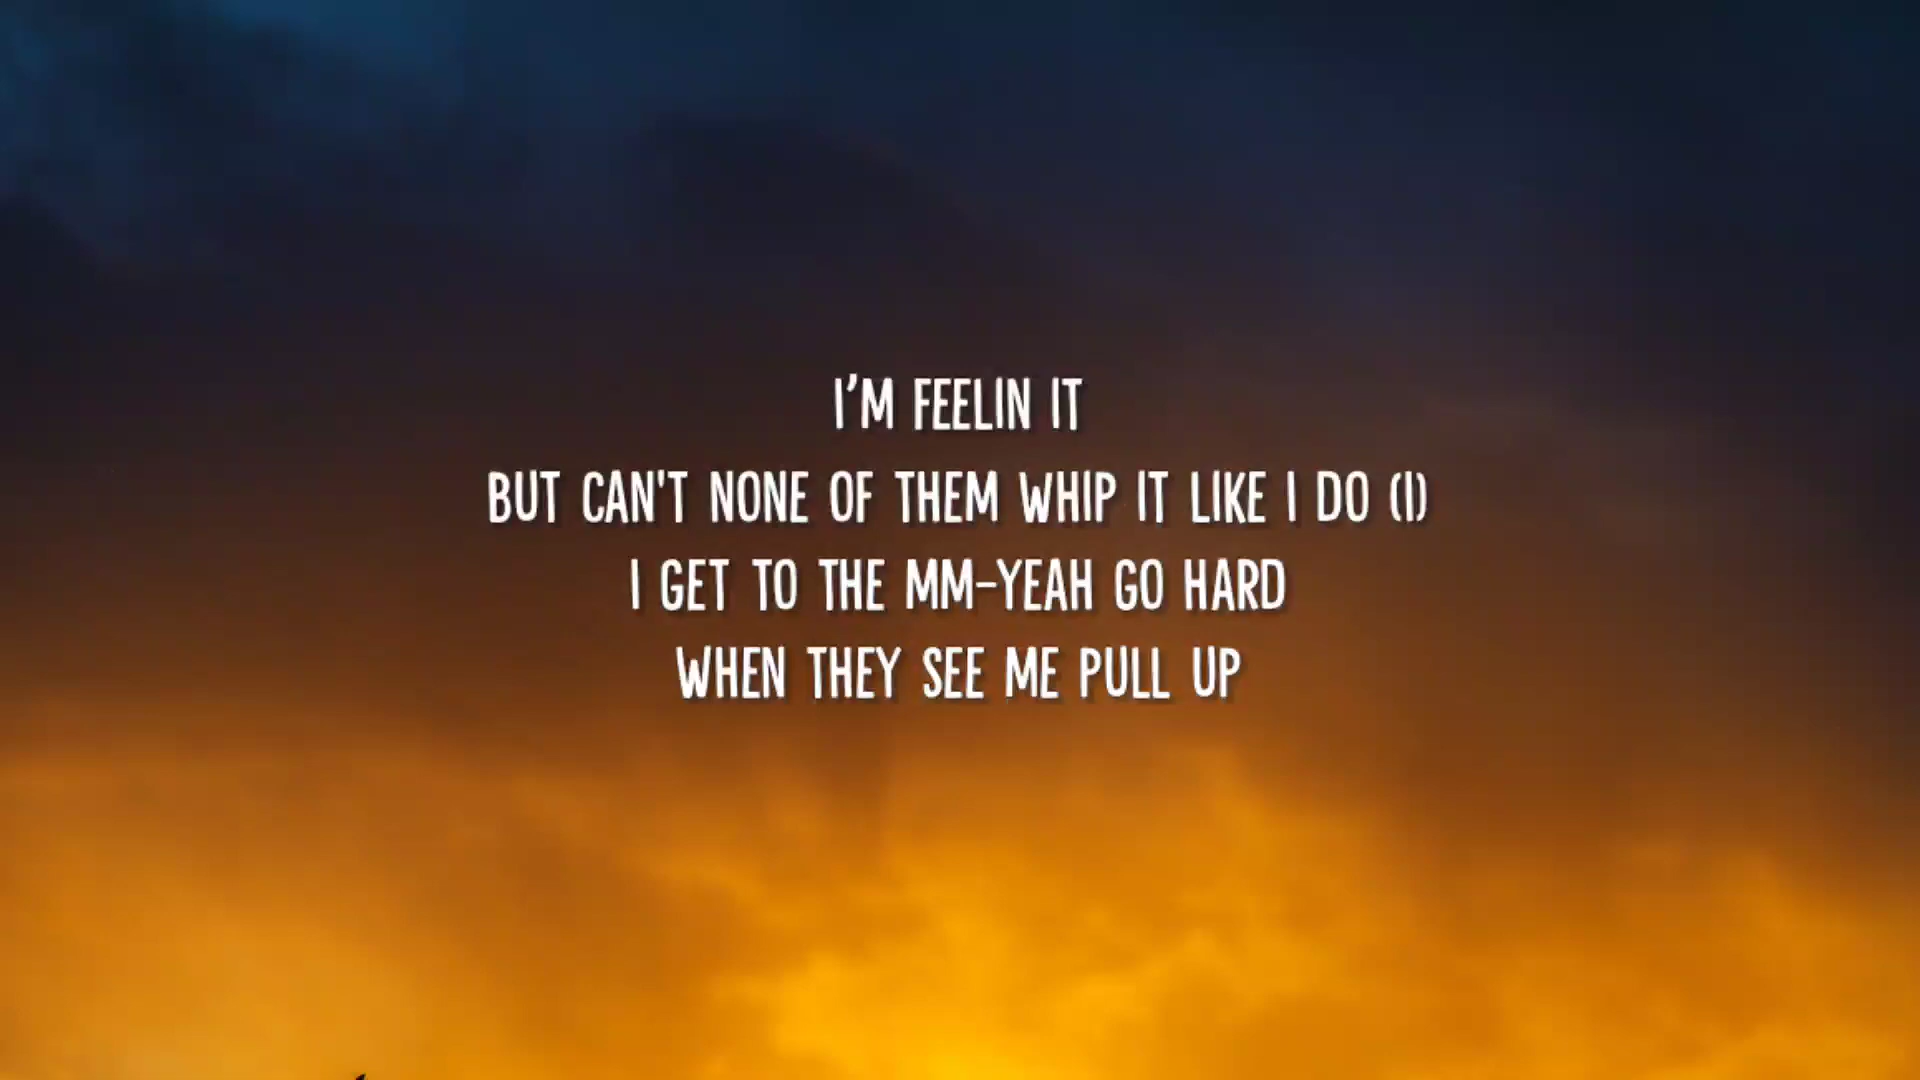 I'M FEELIN IT
BUT CAN'T NONE OF THEM WHIP IT LIKE I DO (I)
I GET TO THE MM-YEAH GO HARD
WHEN THEY SEE ME PULL UP